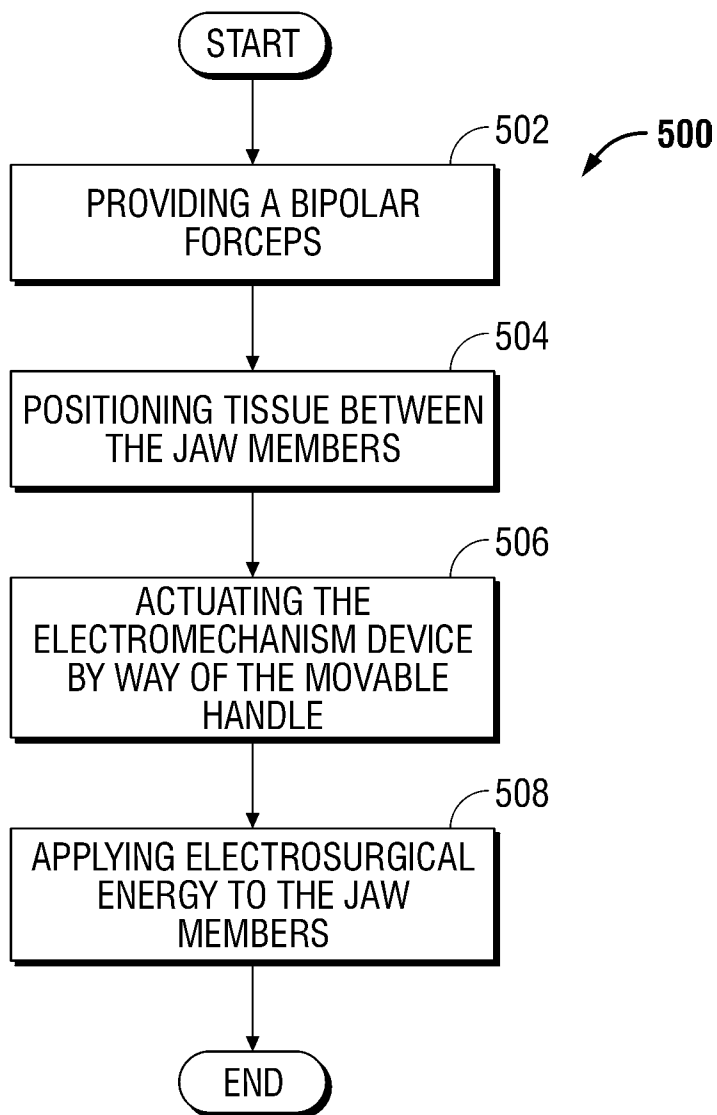 START
502
500
PROVIDING A BIPOLAR
FORCEPS
504
POSITIONING TISSUE BETWEEN
THE JAW MEMBERS
506
ACTUATING THE
ELECTROMECHANISM DEVICE
BY WAY OF THE MOVABLE
HANDLE
508
APPLYING ELECTROSURGICAL
ENERGY TO THE JAW
MEMBERS
END